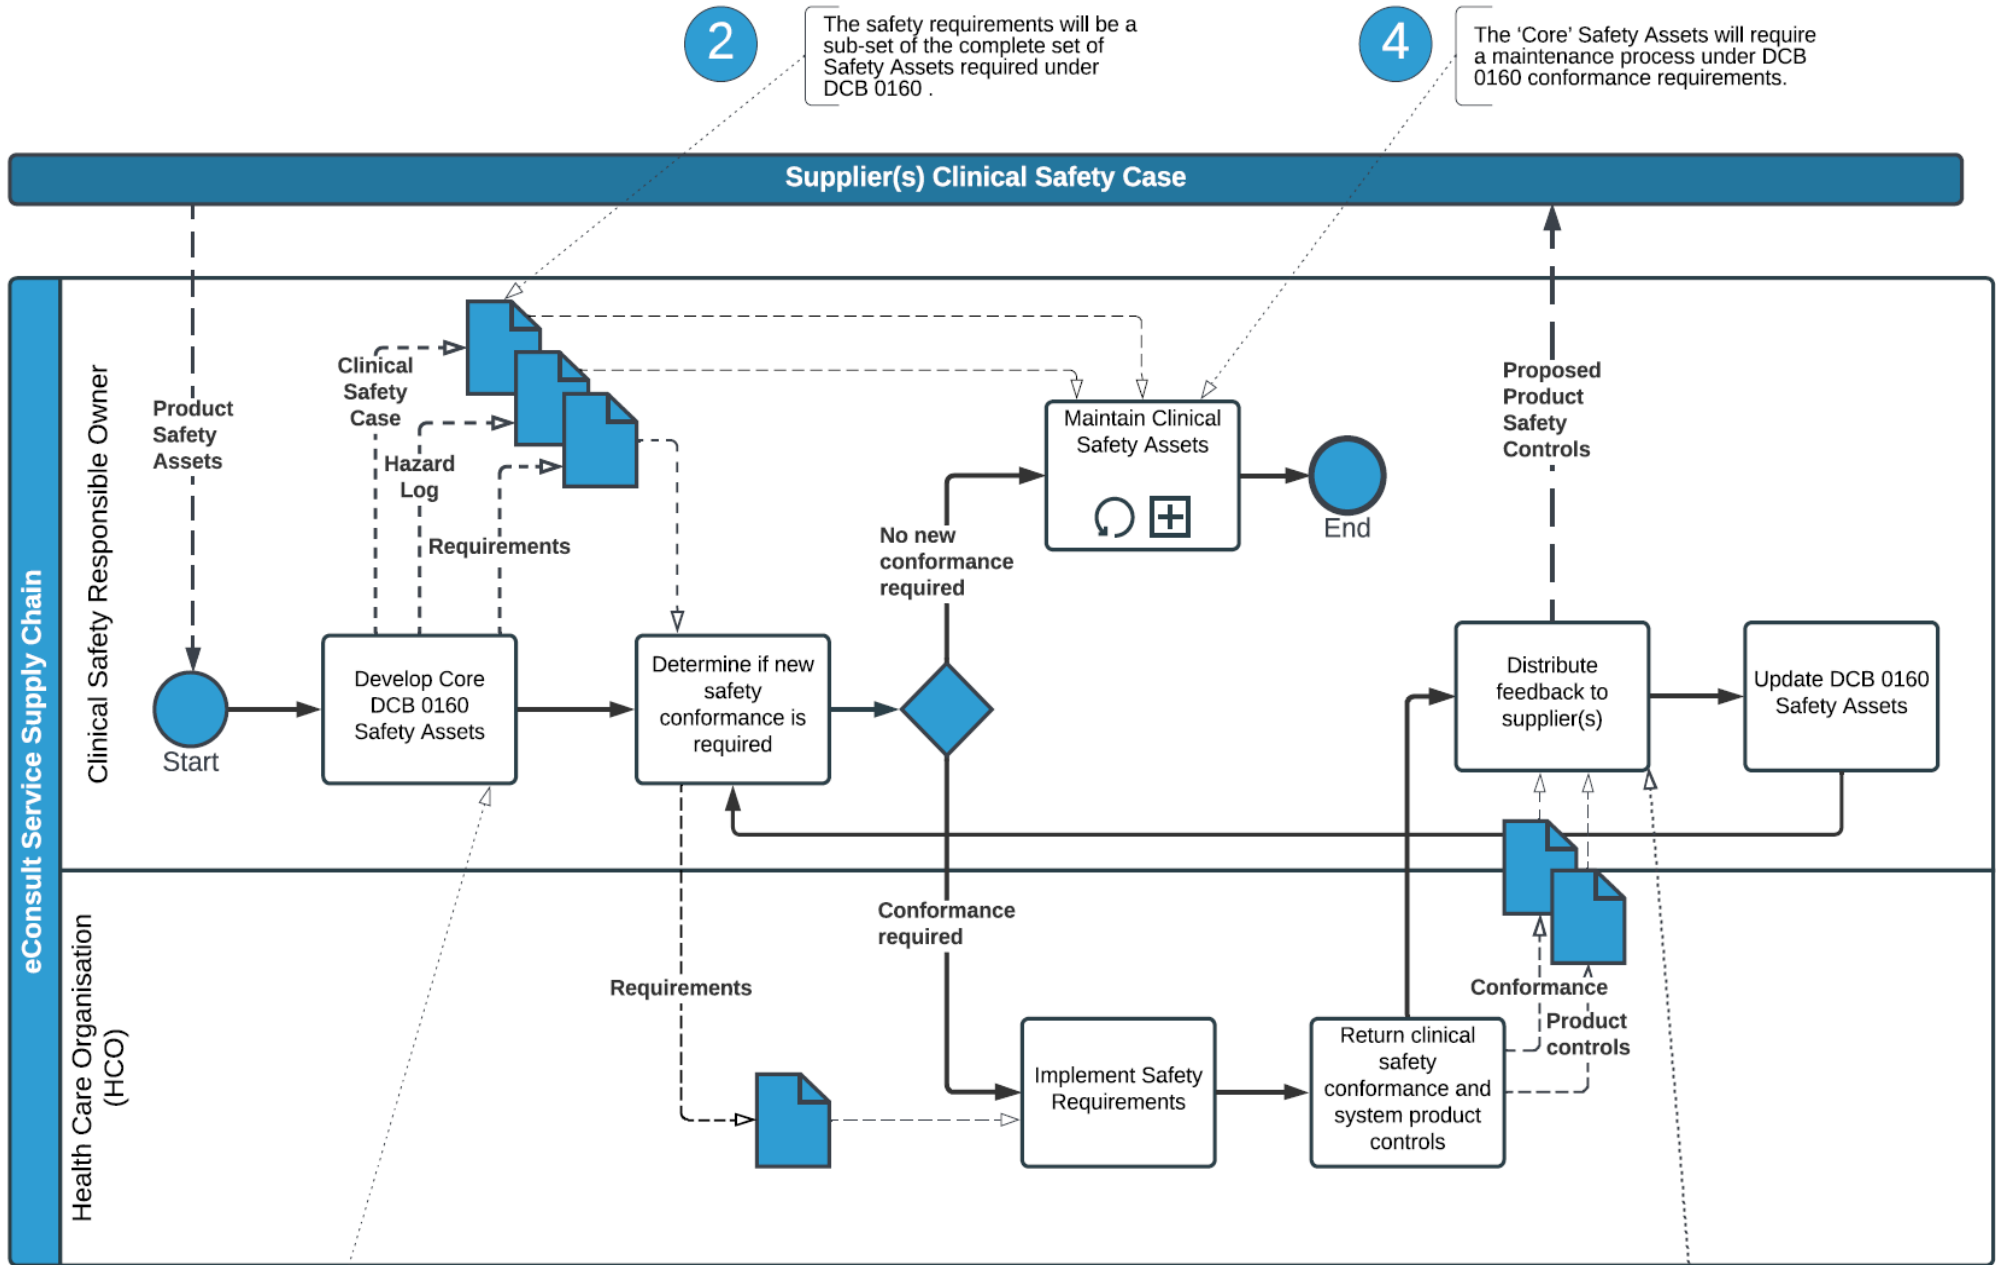 2
The safety requirements will be a
sub-set of the complete set of
Safety Assets required under
DCB 0160 .
4
The ‘Core’ Safety Assets will require
a maintenance process under DCB
0160 conformance requirements.
Supplier(s) Clinical Safety Case
eConsult Service Supply Chain
Clinical Safety Responsible Owner
Product
Safety
Assets
Clinical
Safety
Case
Hazard
Log
Requirements
Maintain Clinical
Safety Assets
End
Proposed
Product
Safety
Controls
No new
conformance
required
Start
Develop Core
DCB 0160
Safety Assets
Determine if new
safety
conformance is
required
Distribute
feedback to
supplier(s)
Update DCB 0160
Safety Assets
Health Care Organisation
(HCO)
Conformance
required
Requirements
Implement Safety
Requirements
Return clinical
safety
conformance and
system product
controls
Conformance
Product
controls